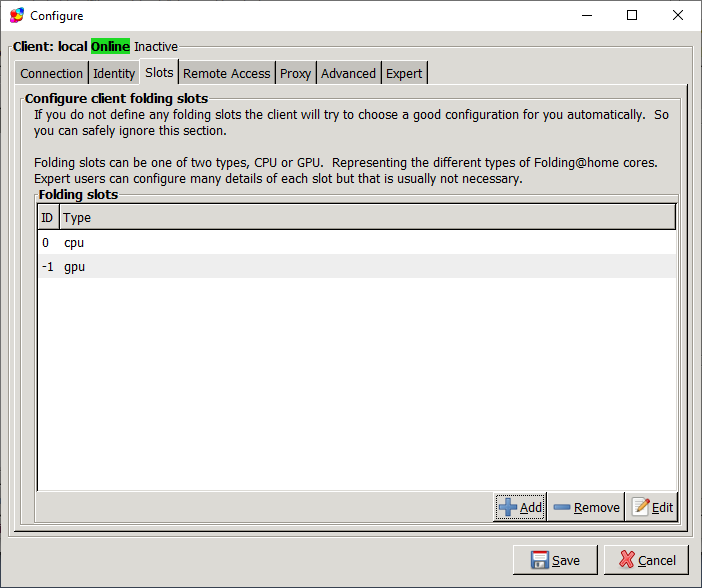 Configure
Client: local Online Inactive
Connection Identity Slots Remote Access Proxy Advanced Expert
Configure client folding slots
If you do not define any folding slots the client will try to choose a good configuration for you automatically. So
you can safely ignore this section.
Folding slots can be one of two types, CPU or GPU. Representing the different types of Folding@home cores.
Expert users can configure many details of each slot but that is usually not necessary.
Folding slots
ID Type
0 cpu
-1 gpu
Add Remove Edit
Save Cancel